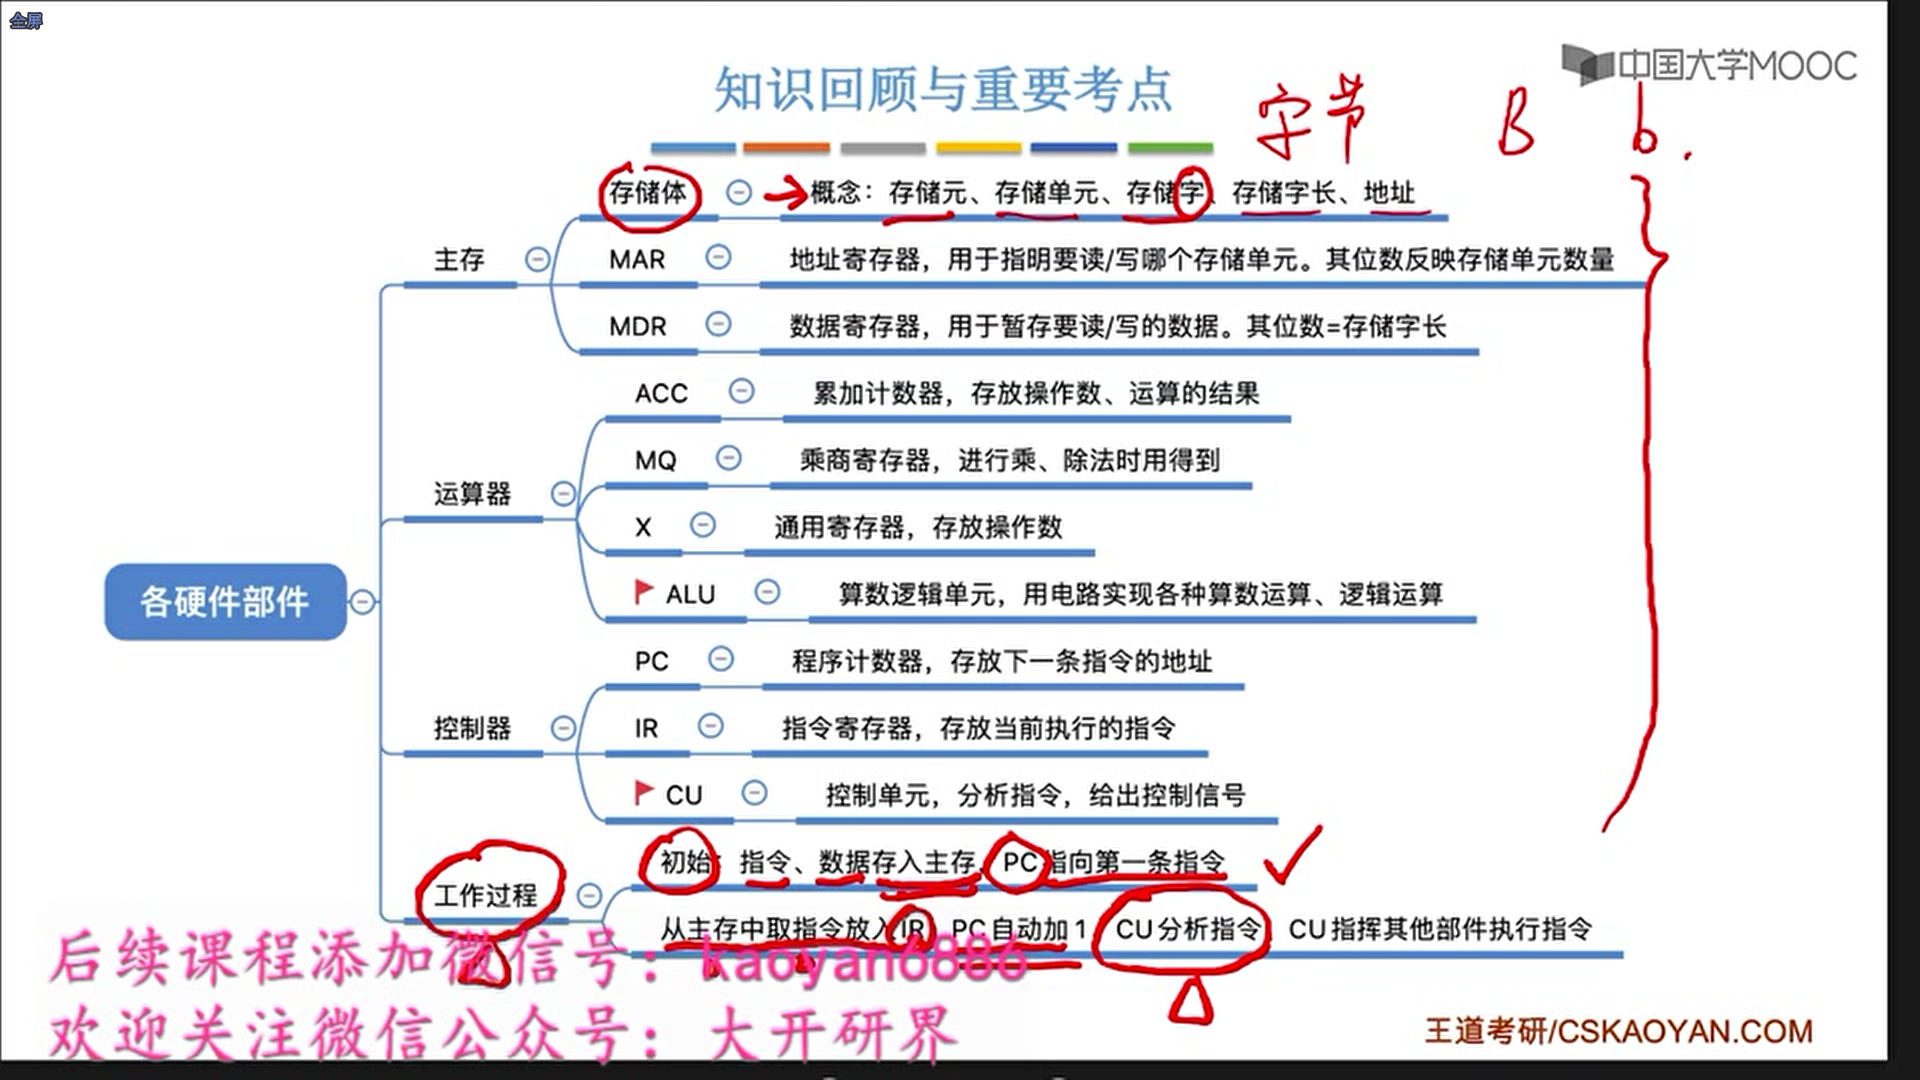 全屏
中国大学MOOC
知识回顾与重要考点
字节 B b.
存储体 概念：存储元、存储单元、存储字、存储字长、地址
主存
MAR 地址寄存器，用于指明要读/写哪个存储单元。其位数反映存储单元数量
MDR 数据寄存器，用于暂存要读/写的数据。其位数=存储字长
ACC 累加计数器，存放操作数、运算的结果
MQ 乘商寄存器，进行乘、除法时用得到
运算器
X 通用寄存器，存放操作数
ALU 算数逻辑单元，用电路实现各种算数运算、逻辑运算
各硬件部件
PC 程序计数器，存放下一条指令的地址
控制器
IR 指令寄存器，存放当前执行的指令
CU 控制单元，分析指令，给出控制信号
初始：指令、数据存入主存，PC指向第一条指令
工作过程
从主存中取指令放入IR PC自动加1 CU分析指令 CU指挥其他部件执行指令
后续课程添加微信号：kaoyan6886
欢迎关注微信公众号：大开研界
王道考研/CSKAOYAN.COM